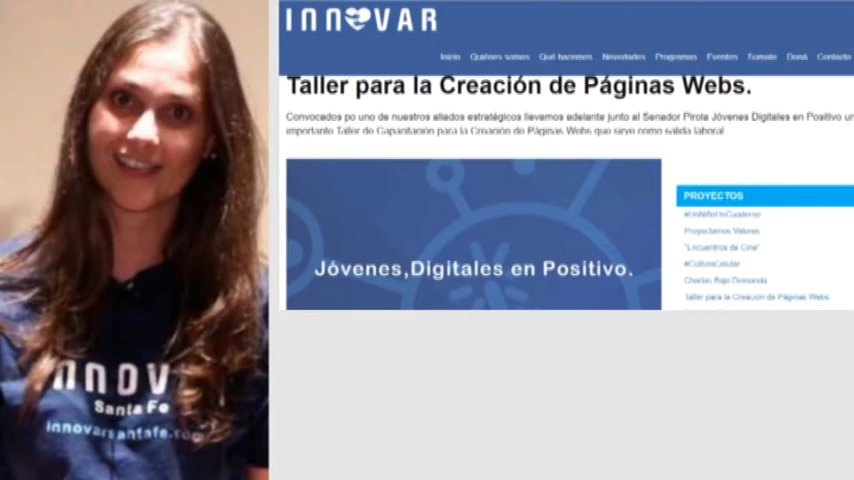 INNOVAR
Inicio Quiénes somos Qué hacemos Novedades Programas Eventos Sumate Doná Contacto
Taller para la Creación de Páginas Webs.
Convocados po uno de nuestros aliados estratégicos llevamos adelante junto al Senador Pirola Jóvenes Digitales en Positivo un
importante Taller de Capacitación para la Creación de Páginas Webs que sirve como salida laboral
Jóvenes,Digitales en Positivo.
PROYECTOS
#UnNiñoUnCuaderno
Proyectamos Valores
"Encuentros de Cine"
#CulturaCelular
Charlas Bajo Demanda
Taller para la Creación de Páginas Webs.
NNOV
Santa Fe
innovarsantafe.co